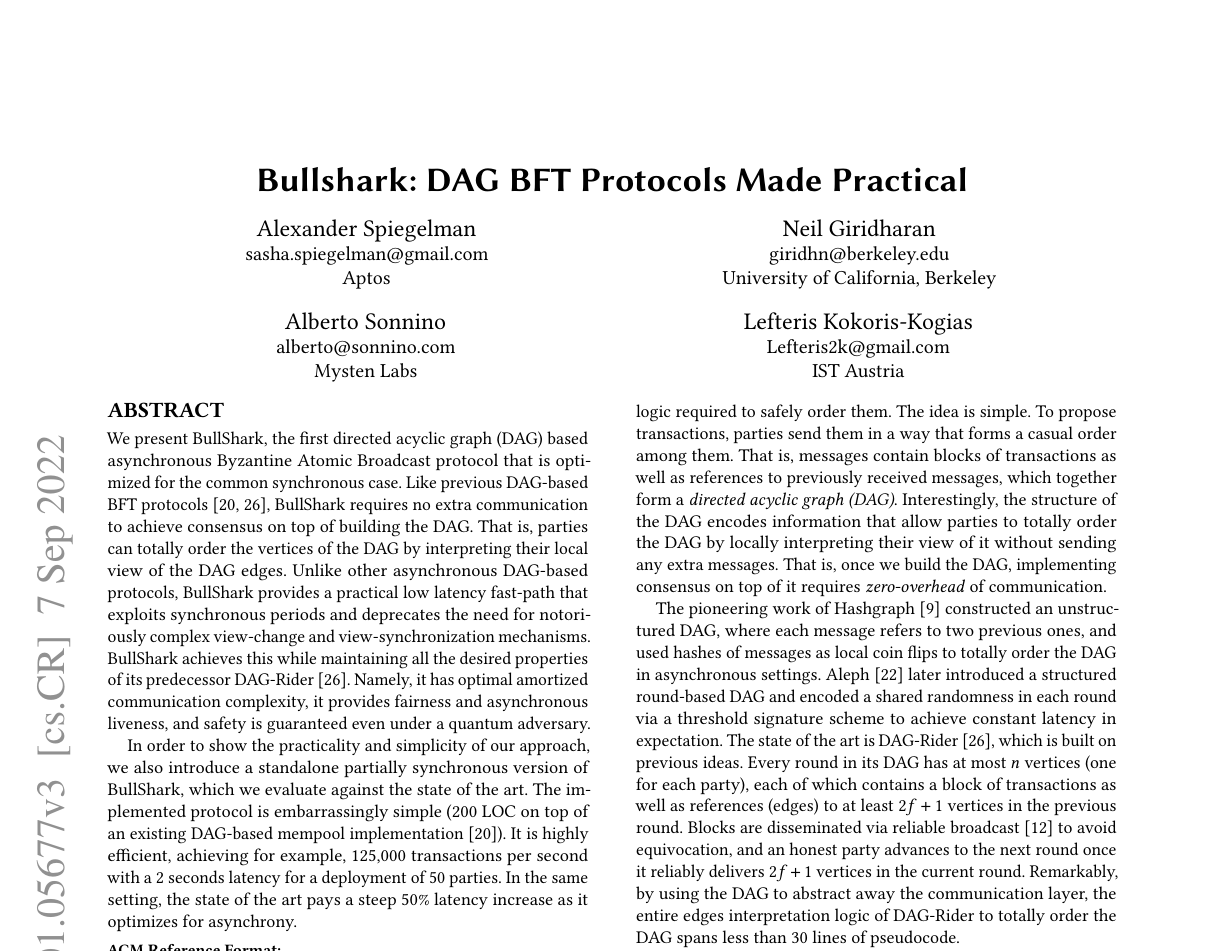 Bullshark: DAG BFT Protocols Made Practical
Alexander Spiegelman
sasha.spiegelman@gmail.com
Aptos
Neil Giridharan
giridhn@berkeley.edu
University of California, Berkeley
Alberto Sonnino
alberto@sonnino.com
Mysten Labs
Lefteris Kokoris-Kogias
Lefteris2k@gmail.com
IST Austria
ABSTRACT
We present BullShark, the first directed acyclic graph (DAG) based
asynchronous Byzantine Atomic Broadcast protocol that is opti-
mized for the common synchronous case. Like previous DAG-based
BFT protocols [20, 26], BullShark requires no extra communication
to achieve consensus on top of building the DAG. That is, parties
can totally order the vertices of the DAG by interpreting their local
view of the DAG edges. Unlike other asynchronous DAG-based
protocols, BullShark provides a practical low latency fast-path that
exploits synchronous periods and deprecates the need for notori-
ously complex view-change and view-synchronization mechanisms.
BullShark achieves this while maintaining all the desired properties
of its predecessor DAG-Rider [26]. Namely, it has optimal amortized
communication complexity, it provides fairness and asynchronous
liveness, and safety is guaranteed even under a quantum adversary.
In order to show the practicality and simplicity of our approach,
we also introduce a standalone partially synchronous version of
BullShark, which we evaluate against the state of the art. The im-
plemented protocol is embarrassingly simple (200 LOC on top of
an existing DAG-based mempool implementation [20]). It is highly
efficient, achieving for example, 125,000 transactions per second
with a 2 seconds latency for a deployment of 50 parties. In the same
setting, the state of the art pays a steep 50% latency increase as it
optimizes for asynchrony.
ACM Reference Format:
logic required to safely order them. The idea is simple. To propose
transactions, parties send them in a way that forms a casual order
among them. That is, messages contain blocks of transactions as
well as references to previously received messages, which together
form a directed acyclic graph (DAG). Interestingly, the structure of
the DAG encodes information that allow parties to totally order
the DAG by locally interpreting their view of it without sending
any extra messages. That is, once we build the DAG, implementing
consensus on top of it requires zero-overhead of communication.
The pioneering work of Hashgraph [9] constructed an unstruc-
tured DAG, where each message refers to two previous ones, and
used hashes of messages as local coin flips to totally order the DAG
in asynchronous settings. Aleph [22] later introduced a structured
round-based DAG and encoded a shared randomness in each round
via a threshold signature scheme to achieve constant latency in
expectation. The state of the art is DAG-Rider [26], which is built on
previous ideas. Every round in its DAG has at most n vertices (one
for each party), each of which contains a block of transactions as
well as references (edges) to at least 2f + 1 vertices in the previous
round. Blocks are disseminated via reliable broadcast [12] to avoid
equivocation, and an honest party advances to the next round once
it reliably delivers 2f + 1 vertices in the current round. Remarkably,
by using the DAG to abstract away the communication layer, the
entire edges interpretation logic of DAG-Rider to totally order the
DAG spans less than 30 lines of pseudocode.
01.05677v3 [cs.CR] 7 Sep 2022